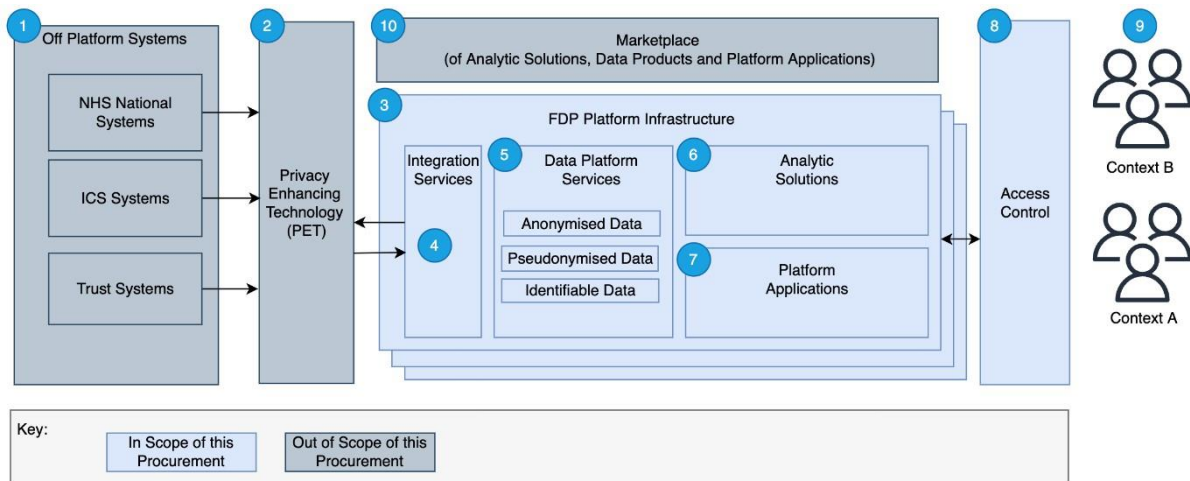 1
Off Platform Systems
NHS National
Systems
ICS Systems
Trust Systems
2
Privacy
Enhancing
Technology
(PET)
10
Marketplace
(of Analytic Solutions, Data Products and Platform Applications)
3
FDP Platform Infrastructure
Integration
Services
4
5
Data Platform
Services
Anonymised Data
Pseudonymised Data
Identifiable Data
6
Analytic
Solutions
7
Platform
Applications
8
Access
Control
9
Context B
Context A
Key:
In Scope of this
Procurement
Out of Scope of this
Procurement